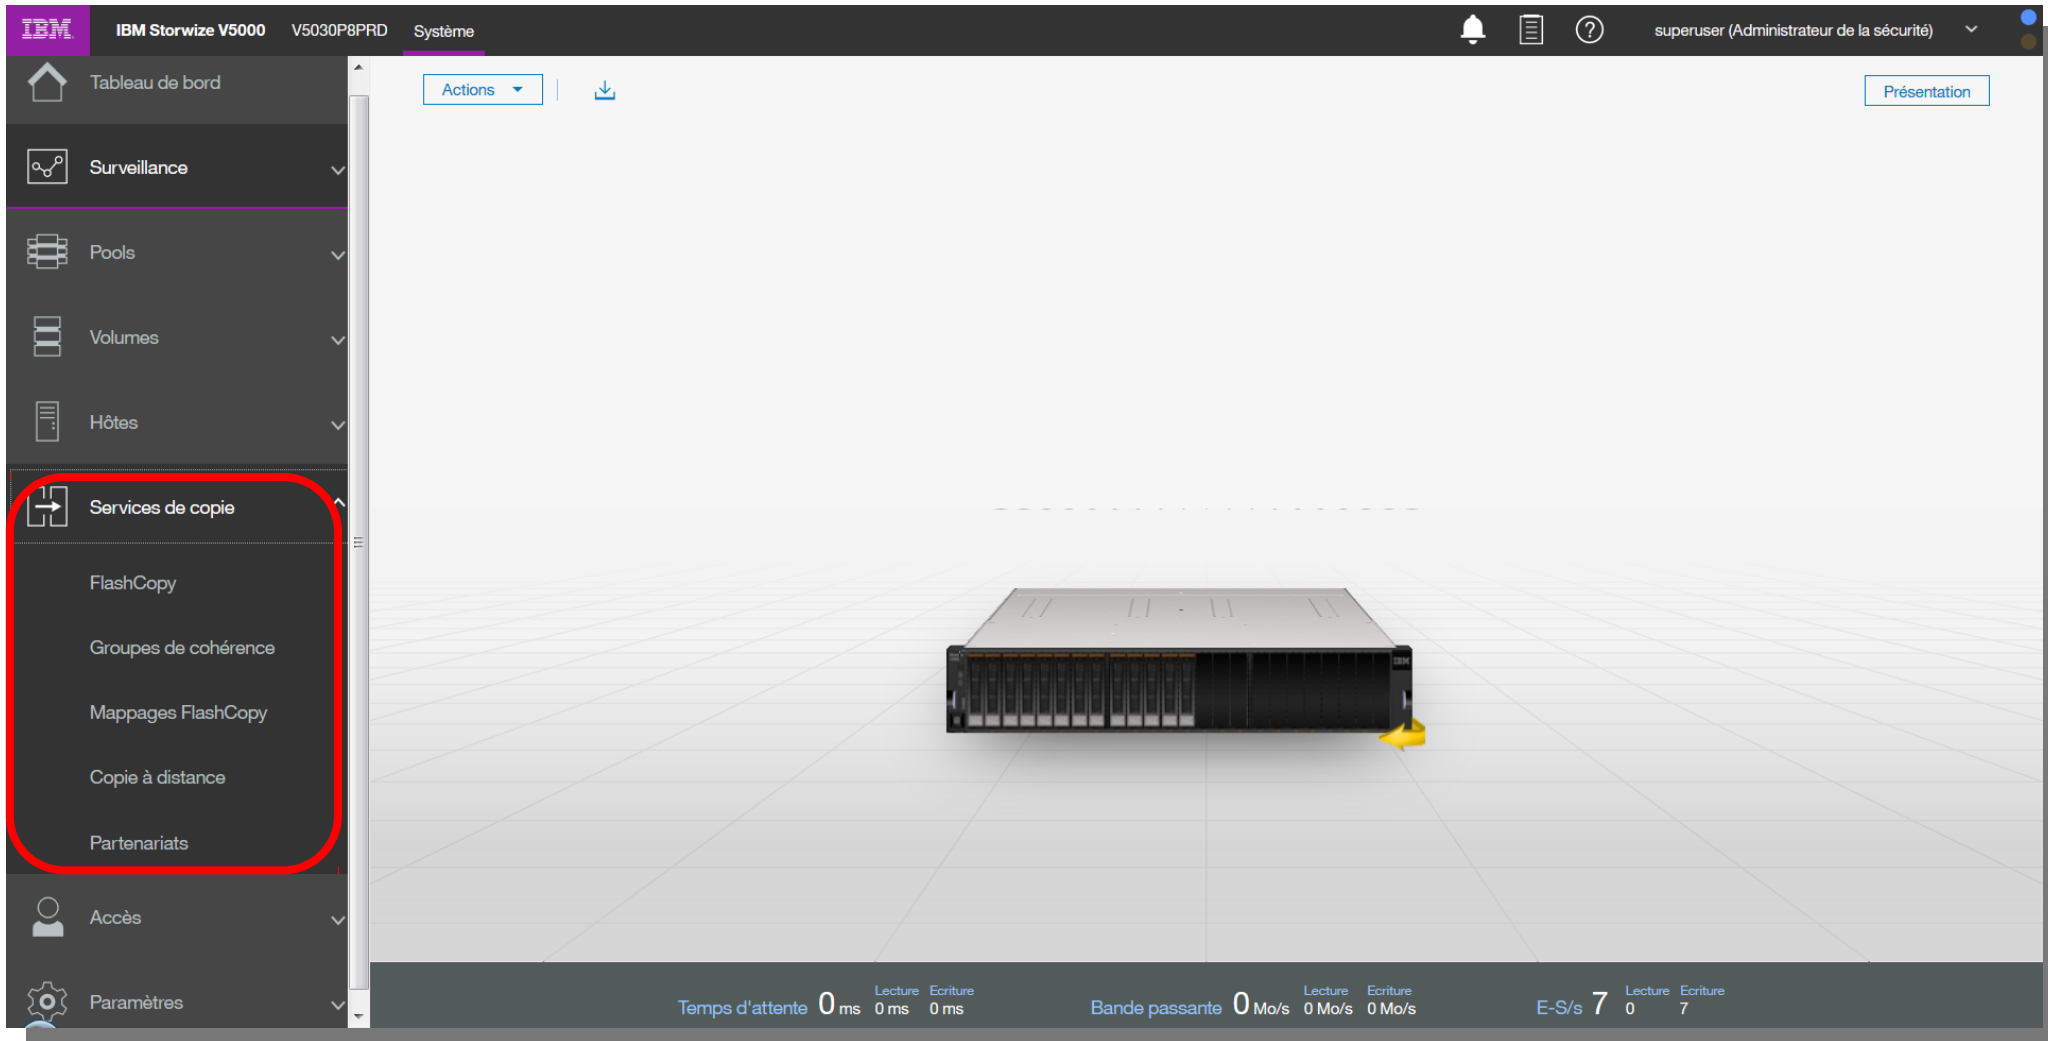 IBM. IBM Storwize V5000 V5030P8PRD Système superuser (Administrateur de la sécurité)
Tableau de bord
Actions
Présentation
Surveillance
Pools
Volumes
Hôtes
Services de copie
FlashCopy
Groupes de cohérence
Mappages FlashCopy
Copie à distance
Partenariats
Accès
Paramètres
IBM
Temps d'attente 0 ms Lecture 0 ms Ecriture 0 ms
Bande passante 0 Mo/s Lecture 0 Mo/s Ecriture 0 Mo/s
E-S/s 7 Lecture 0 Ecriture 7